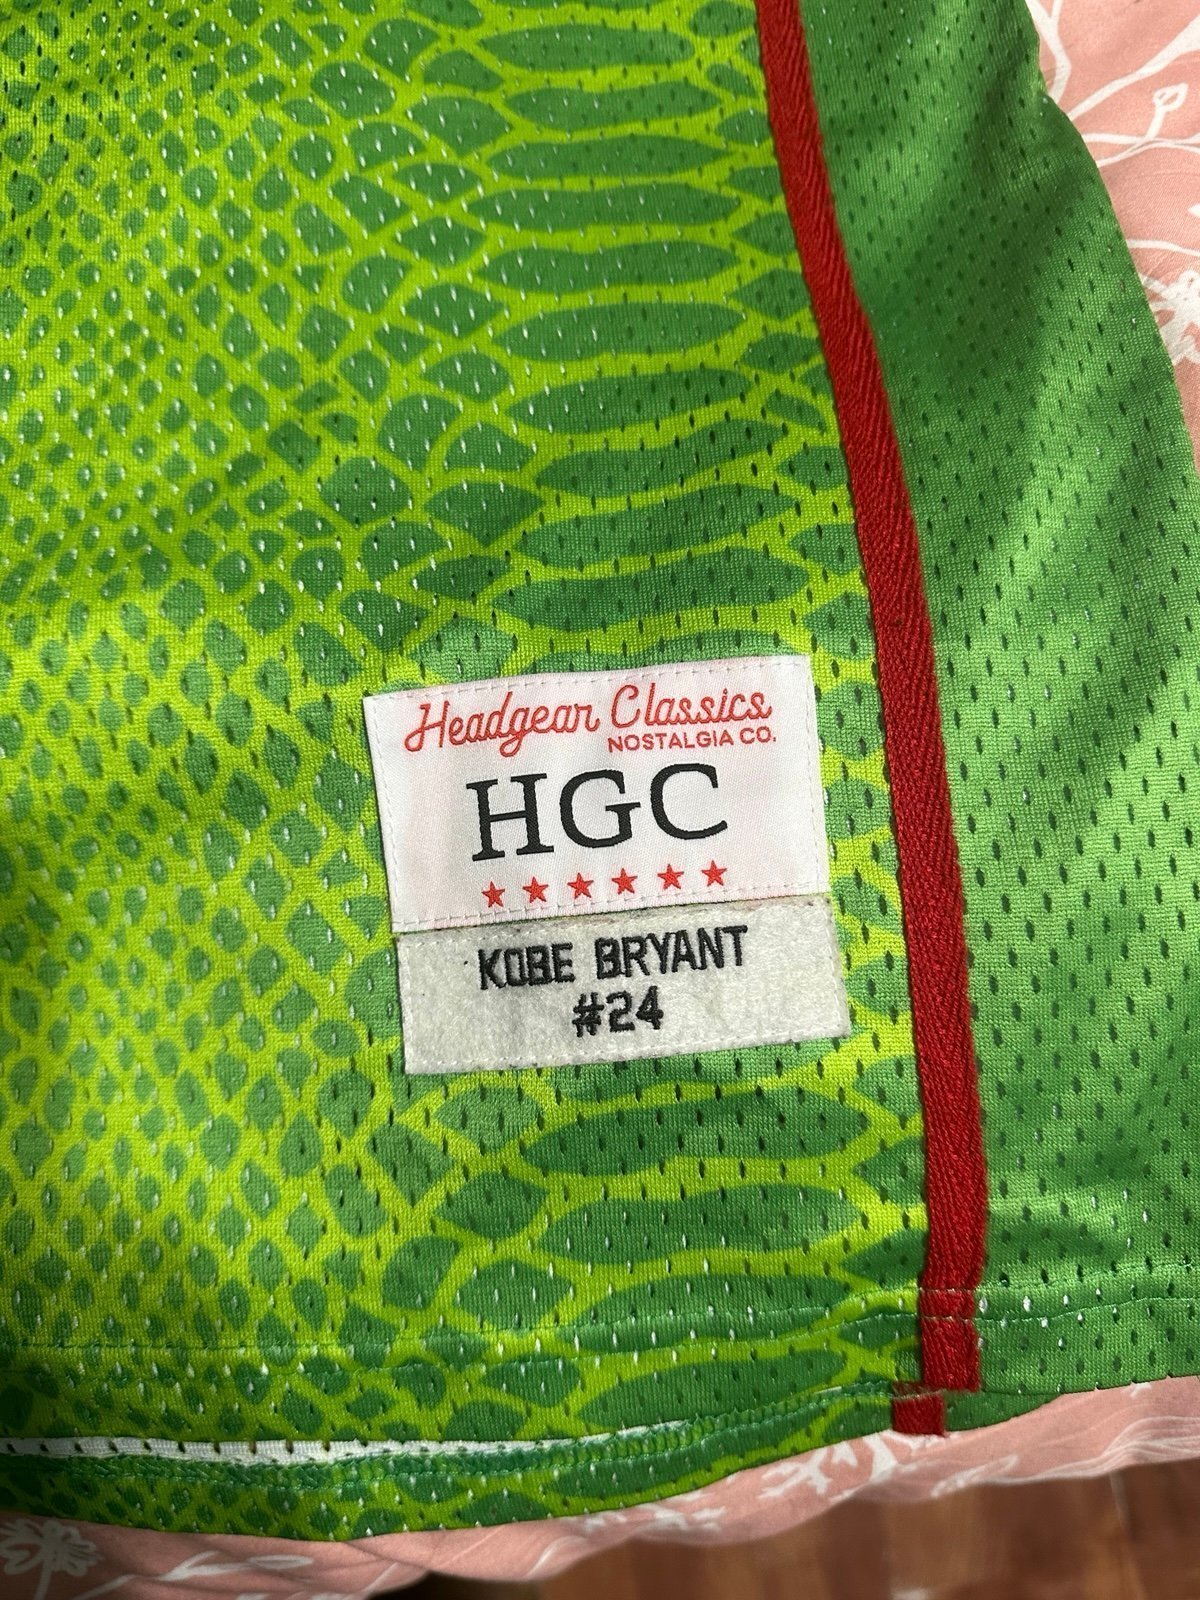 Headgear Classics
NOSTALGIA CO.
HGC
KOBE BRYANT
#24